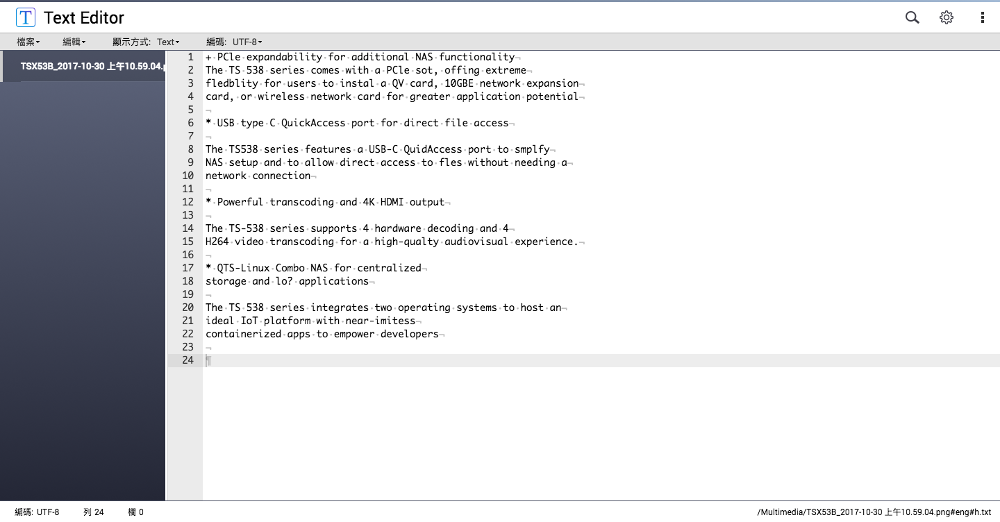 Text Editor
檔案 編輯 顯示方式: Text 編碼: UTF-8
TSX53B_2017-10-30 上午10.59.04.p
1 + PCle expandability for additional NAS functionality
2 The TS 538 series comes with a PCle sot, offing extreme
3 fledblity for users to instal a QV card, 10GBE network expansion
4 card, or wireless network card for greater application potential
5
6 * USB type C QuickAccess port for direct file access
7
8 The TS538 series features a USB-C QuidAccess port to smplfy
9 NAS setup and to allow direct access to fles without needing a
10 network connection
11
12 * Powerful transcoding and 4K HDMI output
13
14 The TS-538 series supports 4 hardware decoding and 4
15 H264 video transcoding for a high-qualty audiovisual experience.
16
17 * QTS-Linux Combo NAS for centralized
18 storage and lo? applications
19
20 The TS 538 series integrates two operating systems to host an
21 ideal IoT platform with near-imitess
22 containerized apps to empower developers
23
24
編碼: UTF-8 列 24 欄 0 /Multimedia/TSX53B_2017-10-30 上午10.59.04.png#eng#h.txt